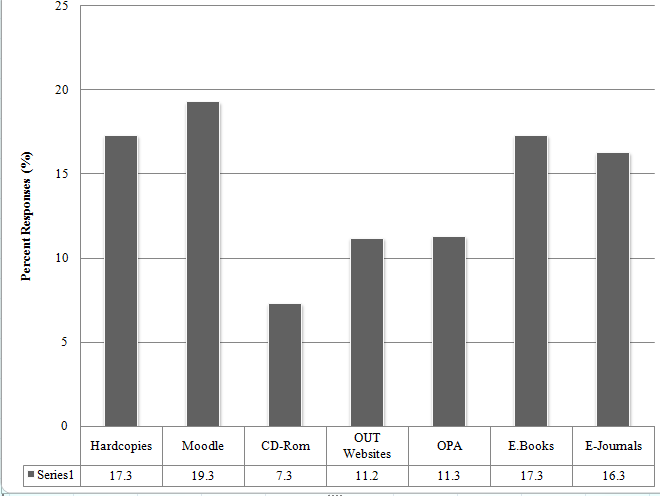 25
20
15
10
5
0
Percent Responses (%)
Hardcopies Moodle CD-Rom OUT Websites OPA E.Books E-Journals
Series1 17.3 19.3 7.3 11.2 11.3 17.3 16.3